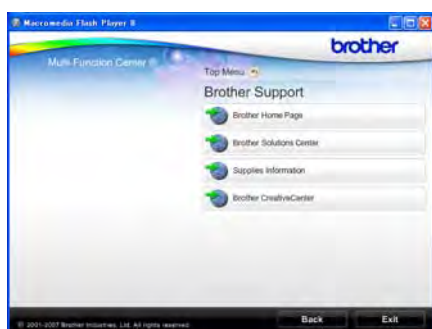 Macromedia Flash Player 8
brother
Multi-Function Center ®
Top Menu
Brother Support
Brother Home Page
Brother Solutions Center
Supplies Information
Brother CreativeCenter
© 2001-2007 Brother Industries, Ltd. All rights reserved.
Back
Exit